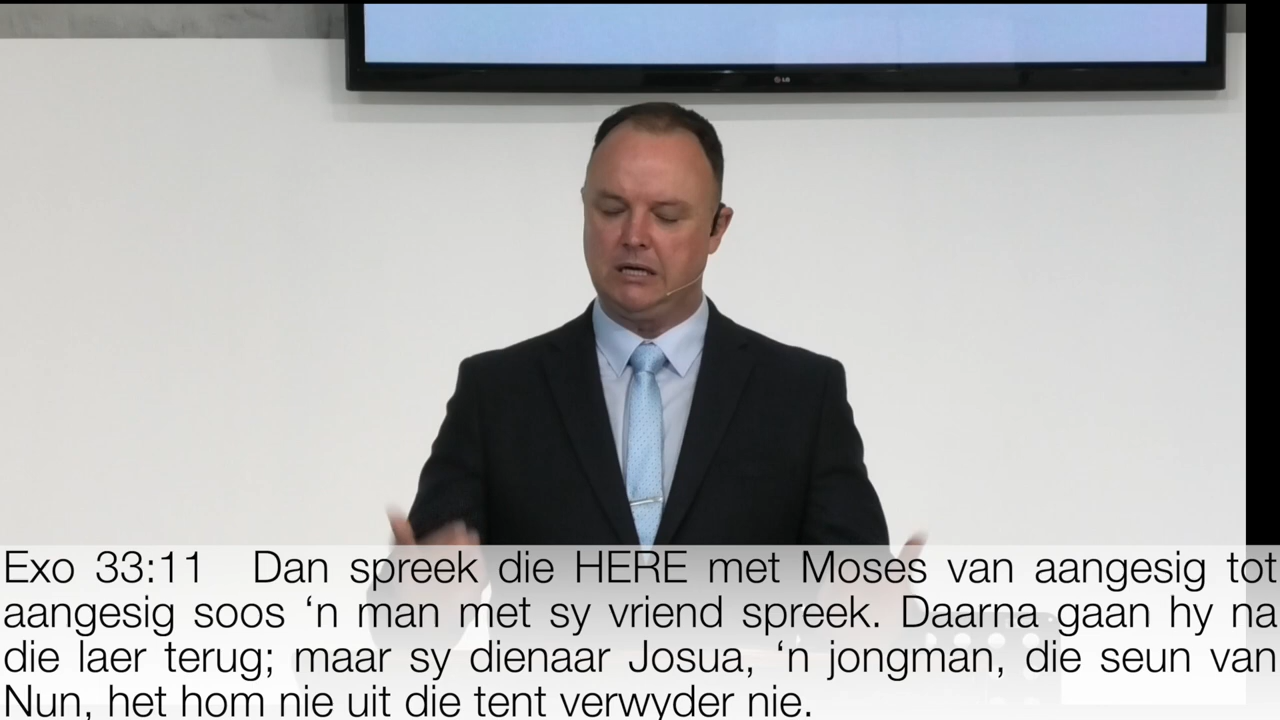 LG
Exo 33:11 Dan spreek die HERE met Moses van aangesig tot
aangesig soos ‘n man met sy vriend spreek. Daarna gaan hy na
die laer terug; maar sy dienaar Josua, ‘n jongman, die seun van
Nun, het hom nie uit die tent verwyder nie.